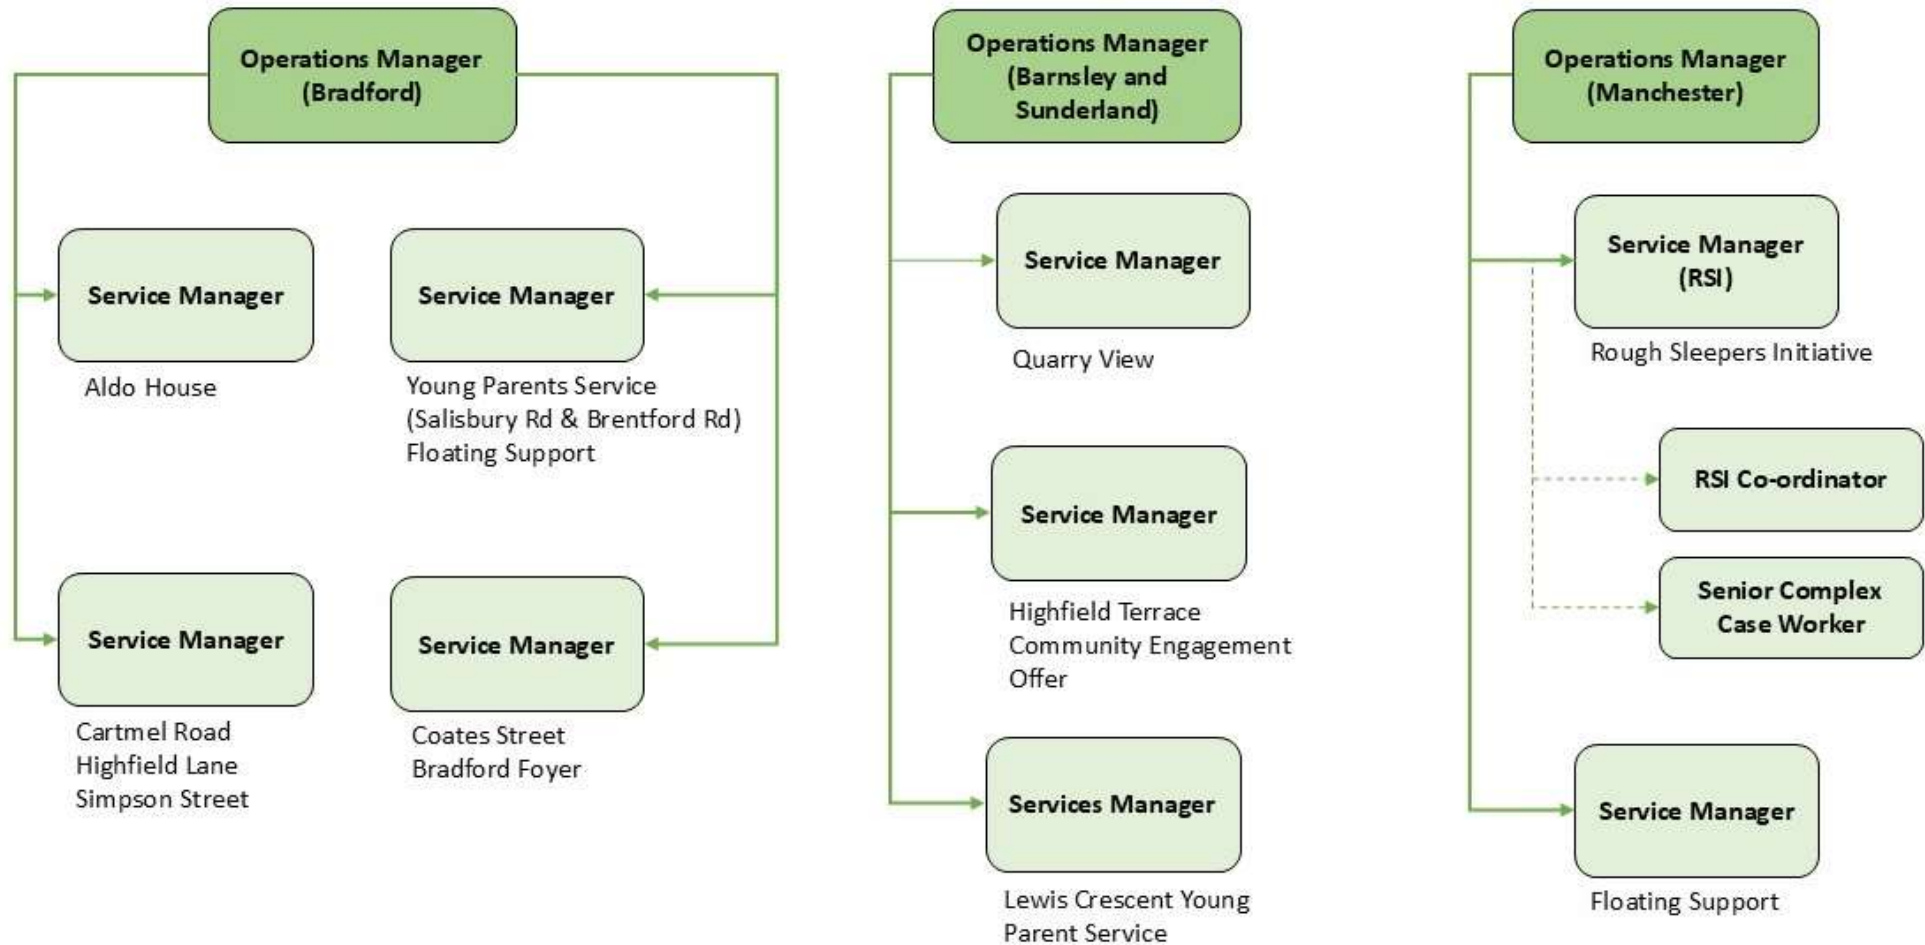 Operations Manager
(Bradford)
Service Manager
Aldo House
Service Manager
Young Parents Service
(Salisbury Rd & Brentford Rd)
Floating Support
Service Manager
Cartmel Road
Highfield Lane
Simpson Street
Service Manager
Coates Street
Bradford Foyer
Operations Manager
(Barnsley and
Sunderland)
Service Manager
Quarry View
Service Manager
Highfield Terrace
Community Engagement
Offer
Services Manager
Lewis Crescent Young
Parent Service
Operations Manager
(Manchester)
Service Manager
(RSI)
Rough Sleepers Initiative
RSI Co-ordinator
Senior Complex
Case Worker
Service Manager
Floating Support